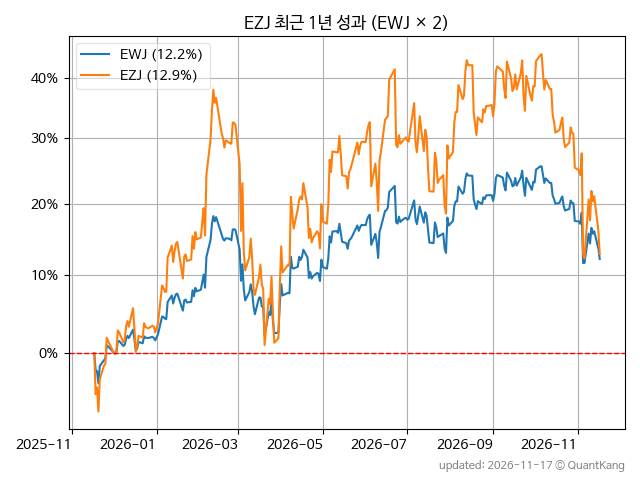 EZJ 최근 1년 성과 (EWJ × 2)
EWJ (12.2%)
EZJ (12.9%)
40%
30%
20%
10%
0%
2025-11 2026-01 2026-03 2026-05 2026-07 2026-09 2026-11
updated: 2026-11-17 © QuantKang